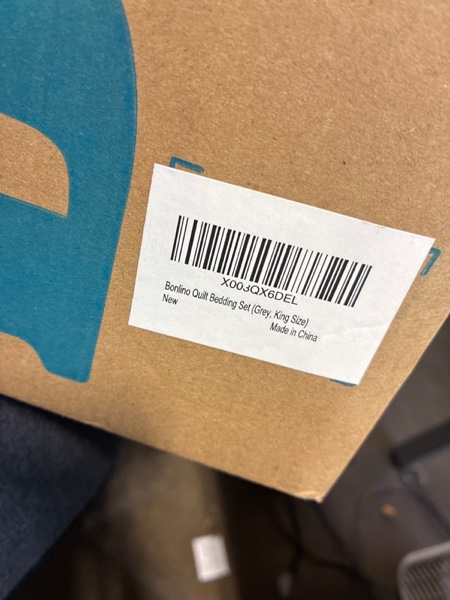 X003QX6DEL
Bonlino Quilt Bedding Set (Grey, King Size)
New
Made in China